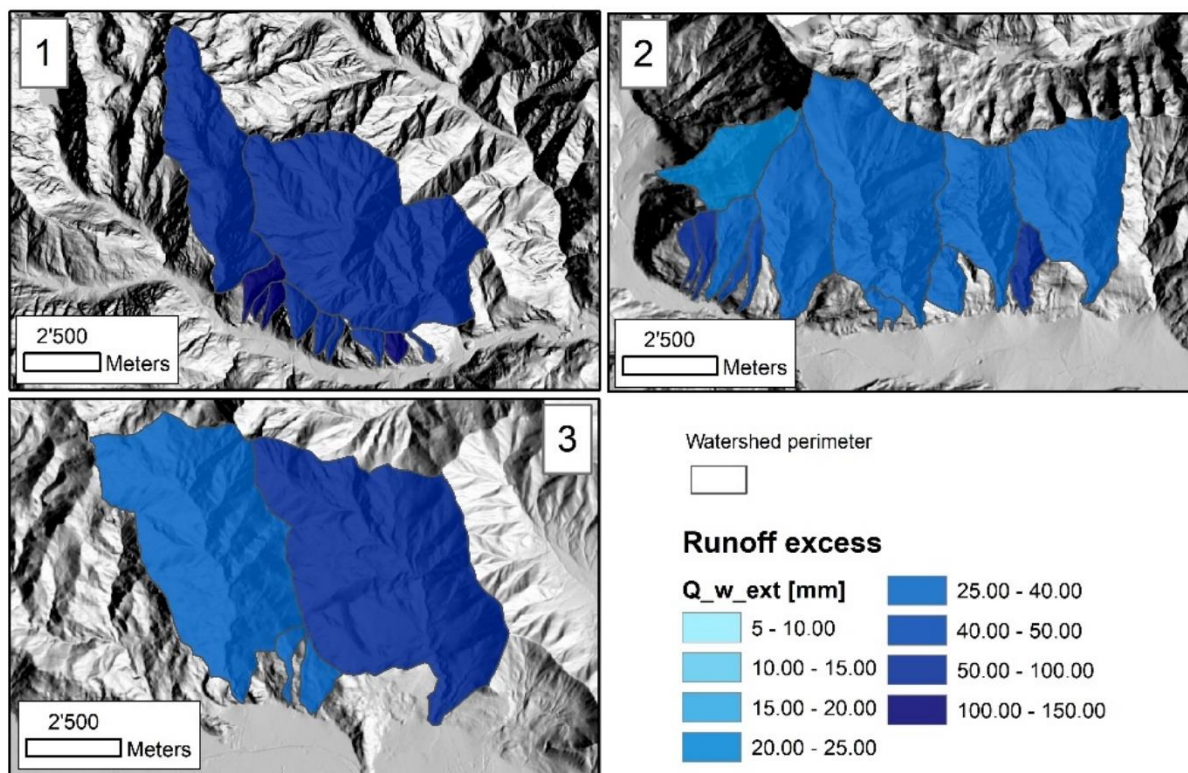 1
2'500
Meters
2
2'500
Meters
3
2'500
Meters
Watershed perimeter
Runoff excess
Q_w_ext [mm]
5 - 10.00
10.00 - 15.00
15.00 - 20.00
20.00 - 25.00
25.00 - 40.00
40.00 - 50.00
50.00 - 100.00
100.00 - 150.00